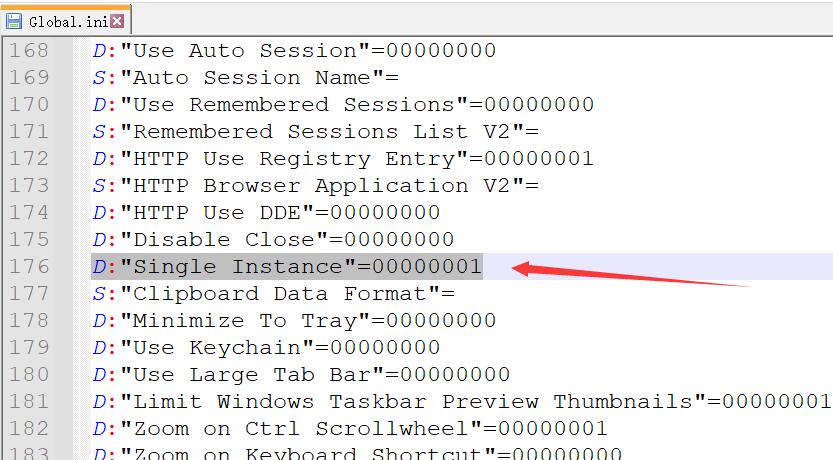 Global.ini
168 D:"Use Auto Session"=00000000
169 S:"Auto Session Name"=
170 D:"Use Remembered Sessions"=00000000
171 S:"Remembered Sessions List V2"=
172 D:"HTTP Use Registry Entry"=00000001
173 S:"HTTP Browser Application V2"=
174 D:"HTTP Use DDE"=00000000
175 D:"Disable Close"=00000000
176 D:"Single Instance"=00000001
177 S:"Clipboard Data Format"=
178 D:"Minimize To Tray"=00000000
179 D:"Use Keychain"=00000000
180 D:"Use Large Tab Bar"=00000000
181 D:"Limit Windows Taskbar Preview Thumbnails"=00000001
182 D:"Zoom on Ctrl Scrollwheel"=00000001
183 D:"Zoom on Keyboard Shortcut"=00000000